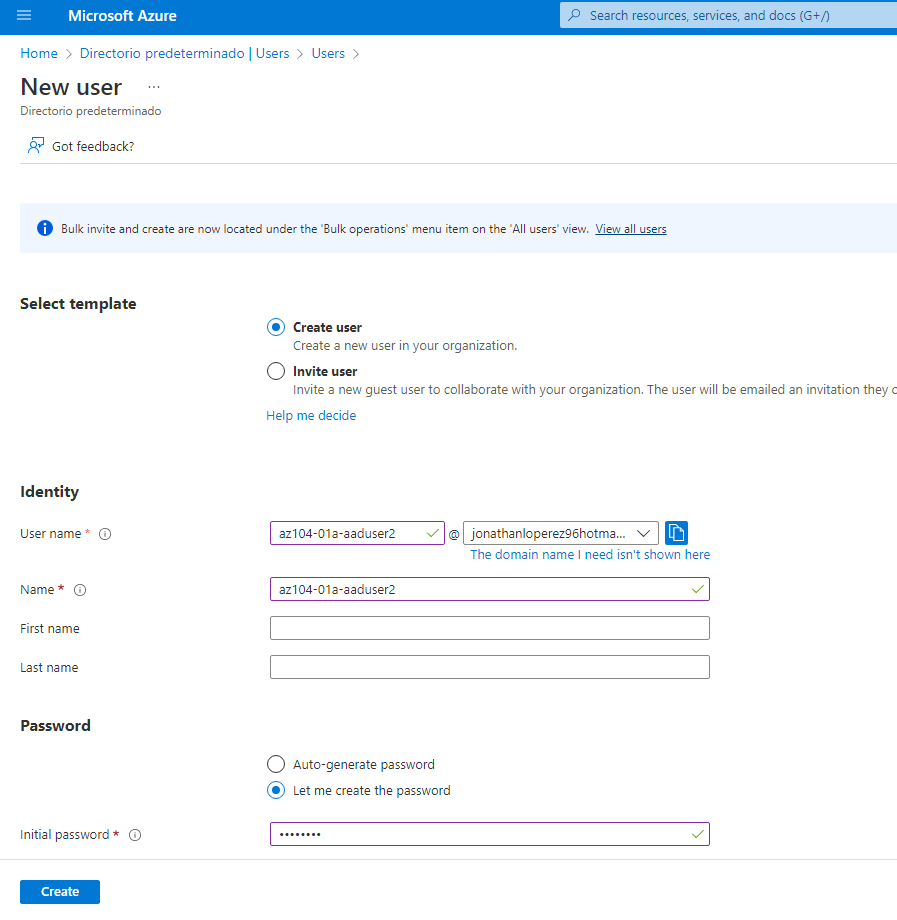 Microsoft Azure
Search resources, services, and docs (G+/)
Home > Directorio predeterminado | Users > Users >
New user ...
Directorio predeterminado
Got feedback?
Bulk invite and create are now located under the 'Bulk operations' menu item on the 'All users' view. View all users
Select template
Create user
Create a new user in your organization.
Invite user
Invite a new guest user to collaborate with your organization. The user will be emailed an invitation they
Help me decide
Identity
User name * az104-01a-aaduser2 @ jonathanloperez96hotma...
The domain name I need isn't shown here
Name * az104-01a-aaduser2
First name
Last name
Password
Auto-generate password
Let me create the password
Initial password * ••••••••
Create